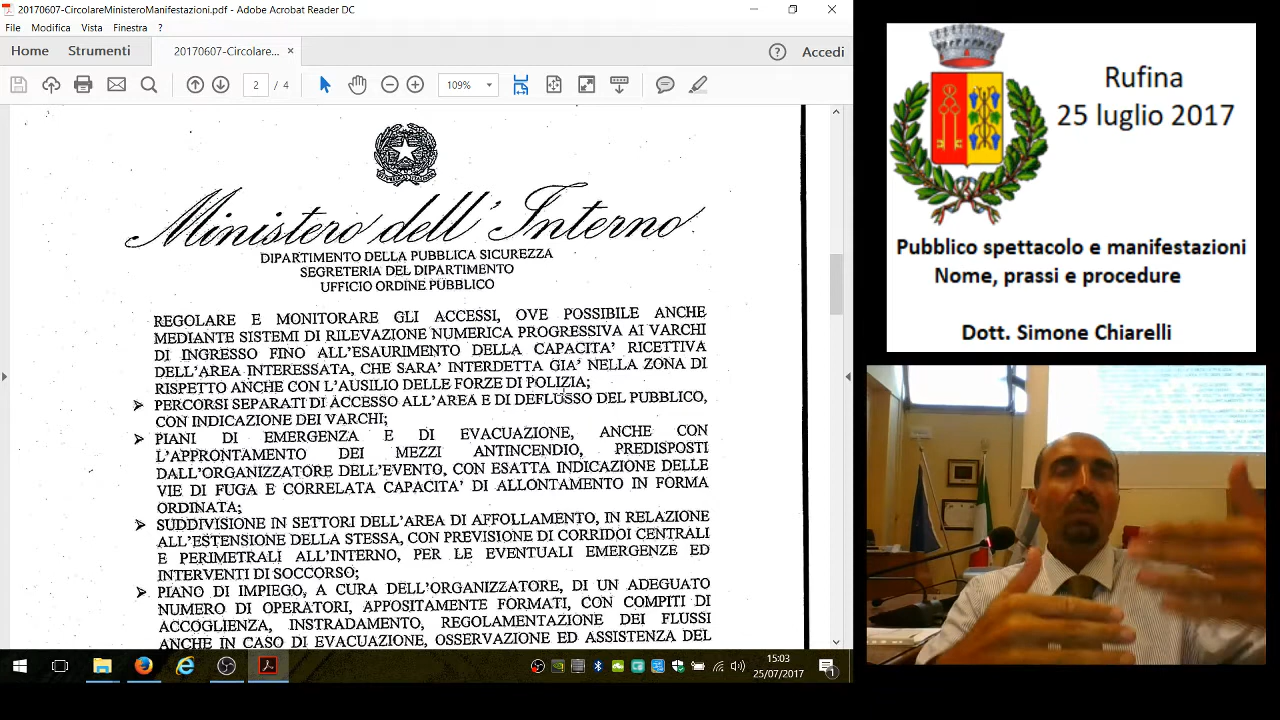 20170607-CircolareMinisteroManifestazioni.pdf - Adobe Acrobat Reader DC
File Modifica Vista Finestra ?
Home Strumenti 20170607-Circolare... × ? Accedi
2 / 4 109%
Ministero dell'Interno
DIPARTIMENTO DELLA PUBBLICA SICUREZZA
SEGRETERIA DEL DIPARTIMENTO
UFFICIO ORDINE PUBBLICO
REGOLARE E MONITORARE GLI ACCESSI, OVE POSSIBILE ANCHE
MEDIANTE SISTEMI DI RILEVAZIONE NUMERICA PROGRESSIVA AI VARCHI
DI INGRESSO FINO ALL'ESAURIMENTO DELLA CAPACITA' RICETTIVA
DELL'AREA INTERESSATA, CHE SARA' INTERDETTA GIA' NELLA ZONA DI
RISPETTO ANCHE CON L'AUSILIO DELLE FORZE DI POLIZIA;
➢ PERCORSI SEPARATI DI ACCESSO ALL'AREA E DI DEFLUSSO DEL PUBBLICO,
CON INDICAZIONE DEI VARCHI;
➢ PIANI DI EMERGENZA E DI EVACUAZIONE, ANCHE CON
L'APPRONTAMENTO DEI MEZZI ANTINCENDIO, PREDISPOSTI
DALL'ORGANIZZATORE DELL'EVENTO, CON ESATTA INDICAZIONE DELLE
VIE DI FUGA E CORRELATA CAPACITA' DI ALLONTAMENTO IN FORMA
ORDINATA;
➢ SUDDIVISIONE IN SETTORI DELL'AREA DI AFFOLLAMENTO, IN RELAZIONE
ALL'ESTENSIONE DELLA STESSA, CON PREVISIONE DI CORRIDOI CENTRALI
E PERIMETRALI ALL'INTERNO, PER LE EVENTUALI EMERGENZE ED
INTERVENTI DI SOCCORSO;
➢ PIANO DI IMPIEGO, A CURA DELL'ORGANIZZATORE, DI UN ADEGUATO
NUMERO DI OPERATORI, APPOSITAMENTE FORMATI, CON COMPITI DI
ACCOGLIENZA, INSTRADAMENTO, REGOLAMENTAZIONE DEI FLUSSI
ANCHE IN CASO DI EVACUAZIONE, OSSERVAZIONE ED ASSISTENZA DEL
15:03
25/07/2017
1
Rufina
25 luglio 2017
Pubblico spettacolo e manifestazioni
Nome, prassi e procedure
Dott. Simone Chiarelli